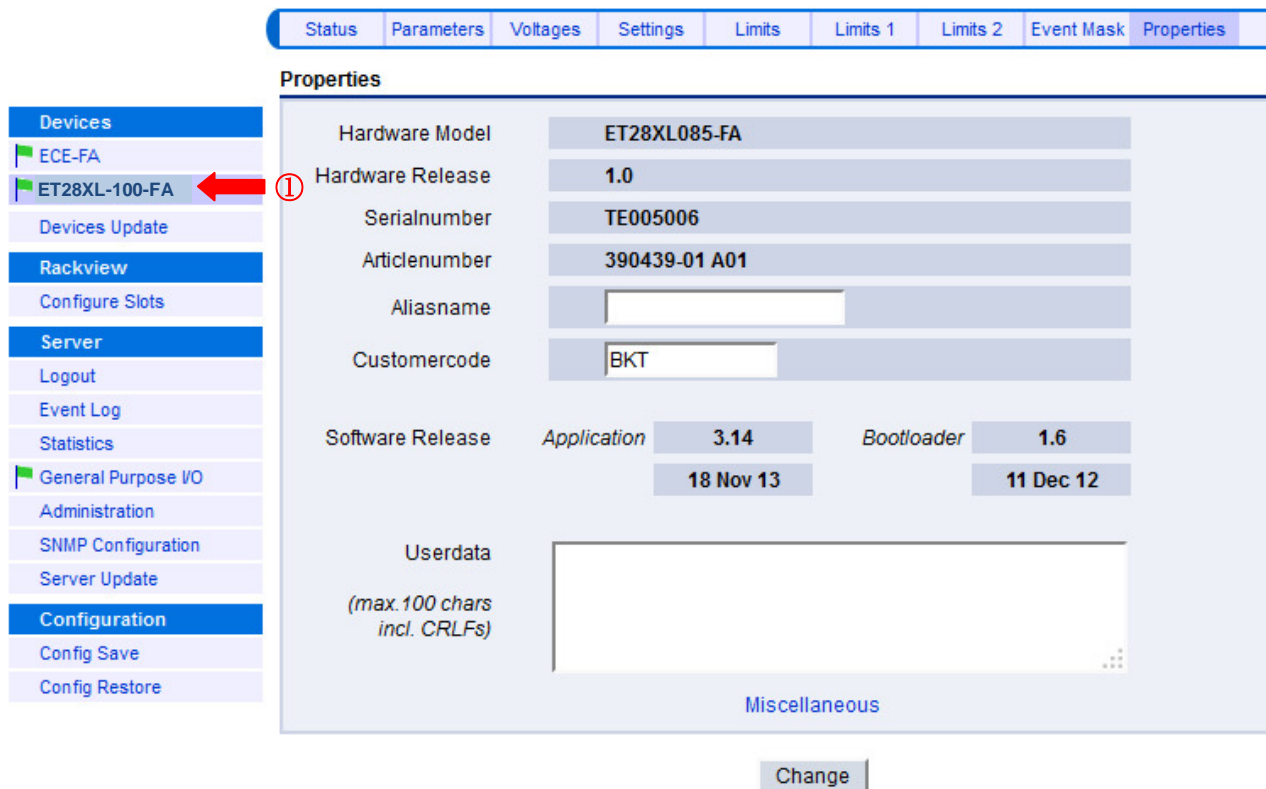 Status Parameters Voltages Settings Limits Limits 1 Limits 2 Event Mask Properties
Properties
Devices
ECE-FA
ET28XL-100-FA ①
Devices Update
Rackview
Configure Slots
Server
Logout
Event Log
Statistics
General Purpose I/O
Administration
SNMP Configuration
Server Update
Configuration
Config Save
Config Restore
Hardware Model ET28XL085-FA
Hardware Release 1.0
Serialnumber TE005006
Articlenumber 390439-01 A01
Aliasname
Customercode BKT
Software Release Application 3.14 Bootloader 1.6
18 Nov 13 11 Dec 12
Userdata
(max.100 chars
incl. CRLFs)
Miscellaneous
Change